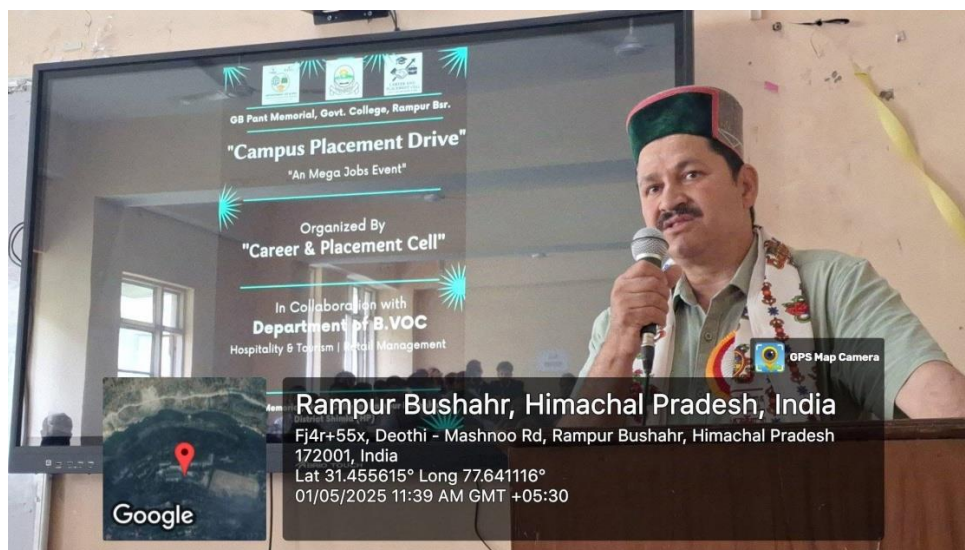 GB Pant Memorial, Govt. College, Rampur Bsr.
"Campus Placement Drive"
"An Mega Jobs Event"
Organized By
"Career & Placement Cell"
In Collaboration with
Department of B.VOC
Hospitality & Tourism | Retail Management
District Shimla (HP)
GPS Map Camera
Rampur Bushahr, Himachal Pradesh, India
Fj4r+55x, Deothi - Mashnoo Rd, Rampur Bushahr, Himachal Pradesh
172001, India
Lat 31.455615° Long 77.641116°
01/05/2025 11:39 AM GMT +05:30
Google